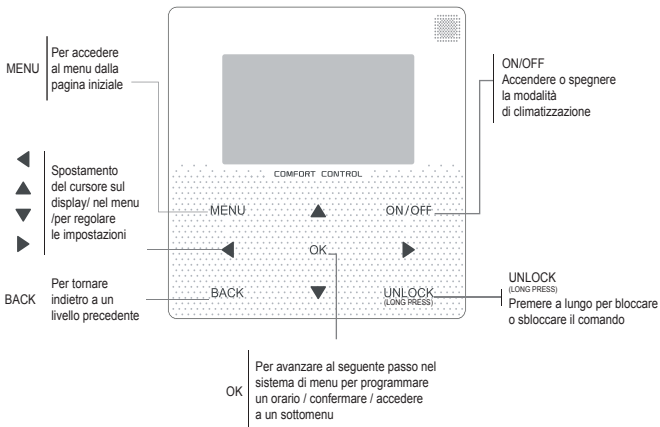 MENU
Per accedere
al menu dalla
pagina iniziale
ON/OFF
Accendere o spegnere
la modalità
di climatizzazione
◀
▲
▼
▶
Spostamento
del cursore sul
display/ nel menu
/per regolare
le impostazioni
COMFORT CONTROL
MENU ▲ ON/OFF
◀ OK ▶
BACK ▼ UNLOCK
(LONG PRESS)
BACK
Per tornare
indietro a un
livello precedente
UNLOCK
(LONG PRESS)
Premere a lungo per bloccare
o sbloccare il comando
OK
Per avanzare al seguente passo nel
sistema di menu per programmare
un orario / confermare / accedere
a un sottomenu